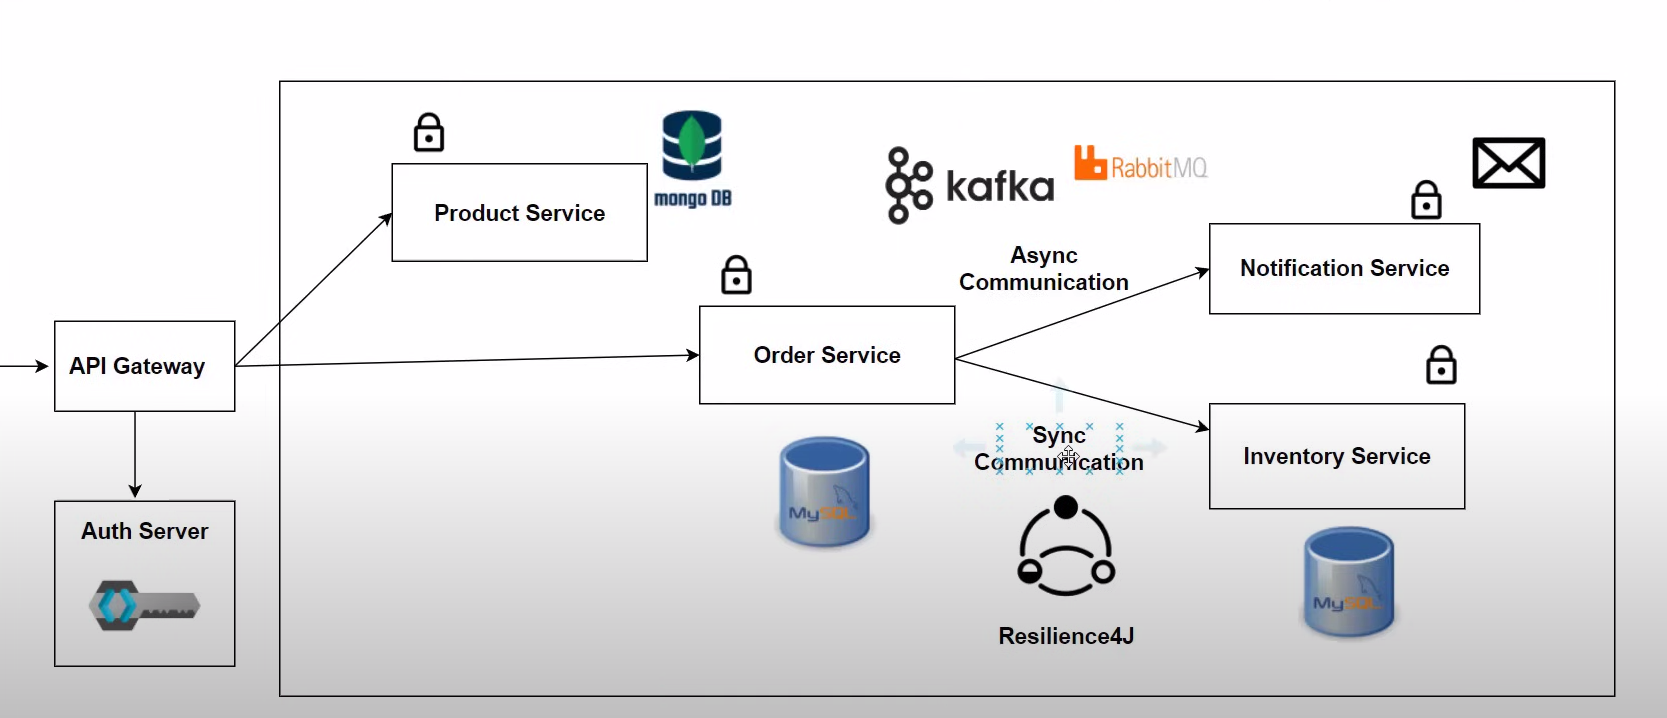 mongo DB
Product Service
kafka
RabbitMQ
Async
Communication
Notification Service
API Gateway
Order Service
Sync
Communication
Inventory Service
MySQL
Auth Server
MySQL
Resilience4J